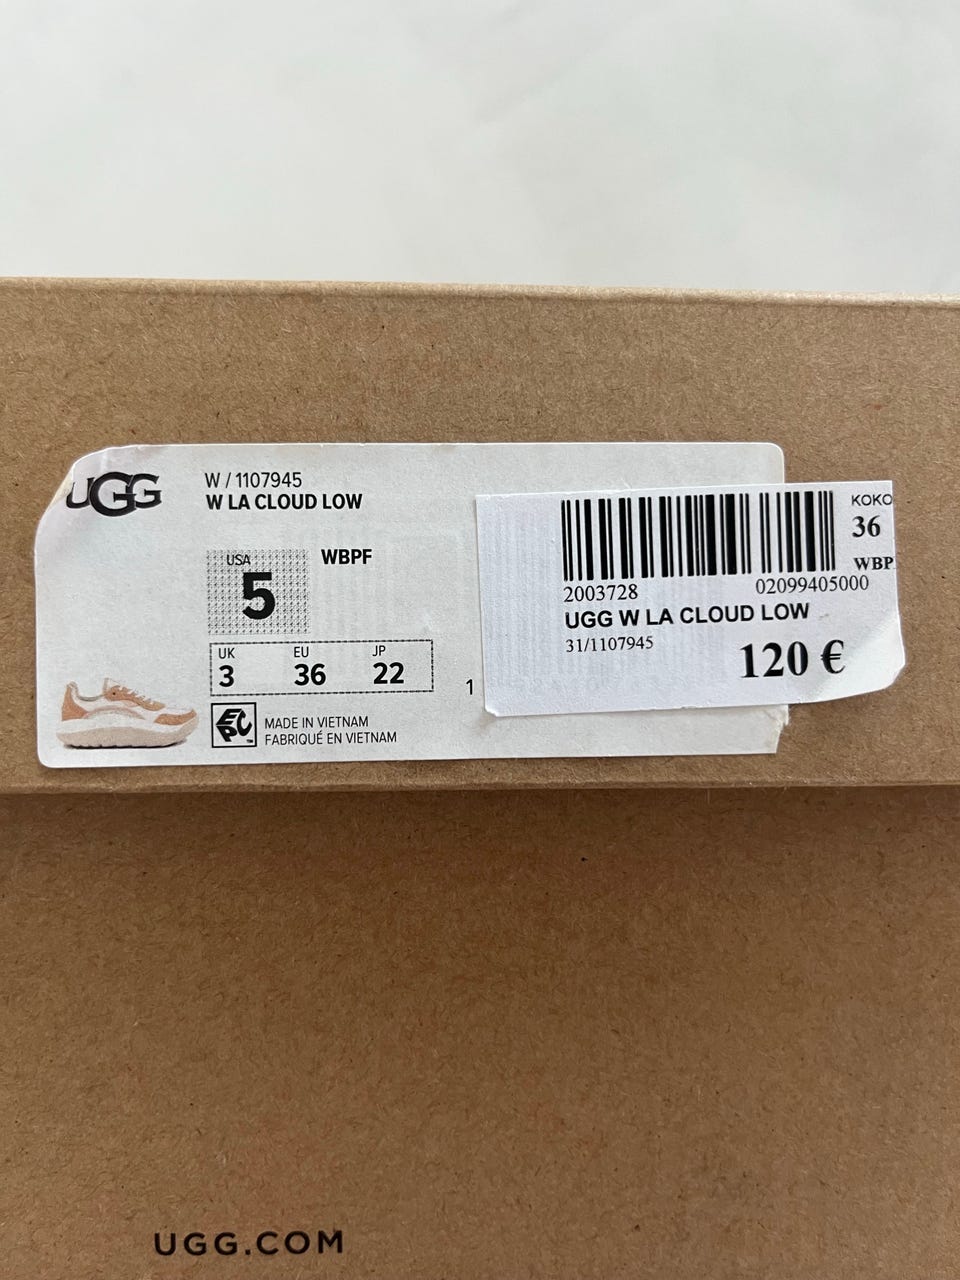 UGG
W / 1107945
W LA CLOUD LOW
USA
5
WBPF
UK EU JP
3 36 22
1
EPC
MADE IN VIETNAM
FABRIQUÉ EN VIETNAM
KOKO
36
WBP
2003728 02099405000
UGG W LA CLOUD LOW
31/1107945
120 €
UGG.COM